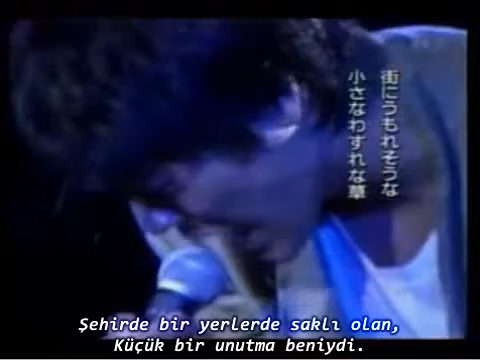 街にうもれそうな
小さなわすれな草
Şehirde bir yerlerde saklı olan,
Küçük bir unutma beniydi.